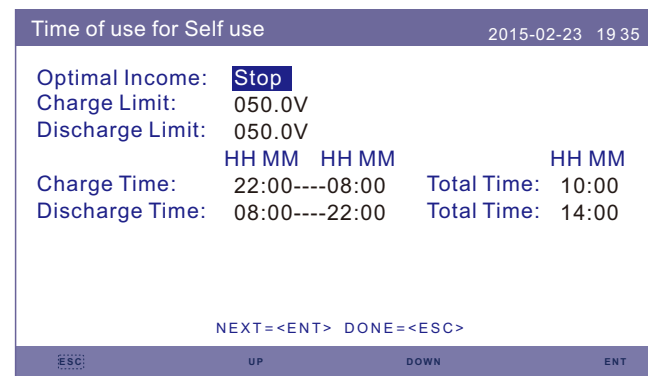 Time of use for Self use 2015-02-23 19 35
Optimal Income: Stop
Charge Limit: 050.0V
Discharge Limit: 050.0V
HH MM HH MM HH MM
Charge Time: 22:00----08:00 Total Time: 10:00
Discharge Time: 08:00----22:00 Total Time: 14:00
NEXT=<ENT> DONE=<ESC>
ESC UP DOWN ENT